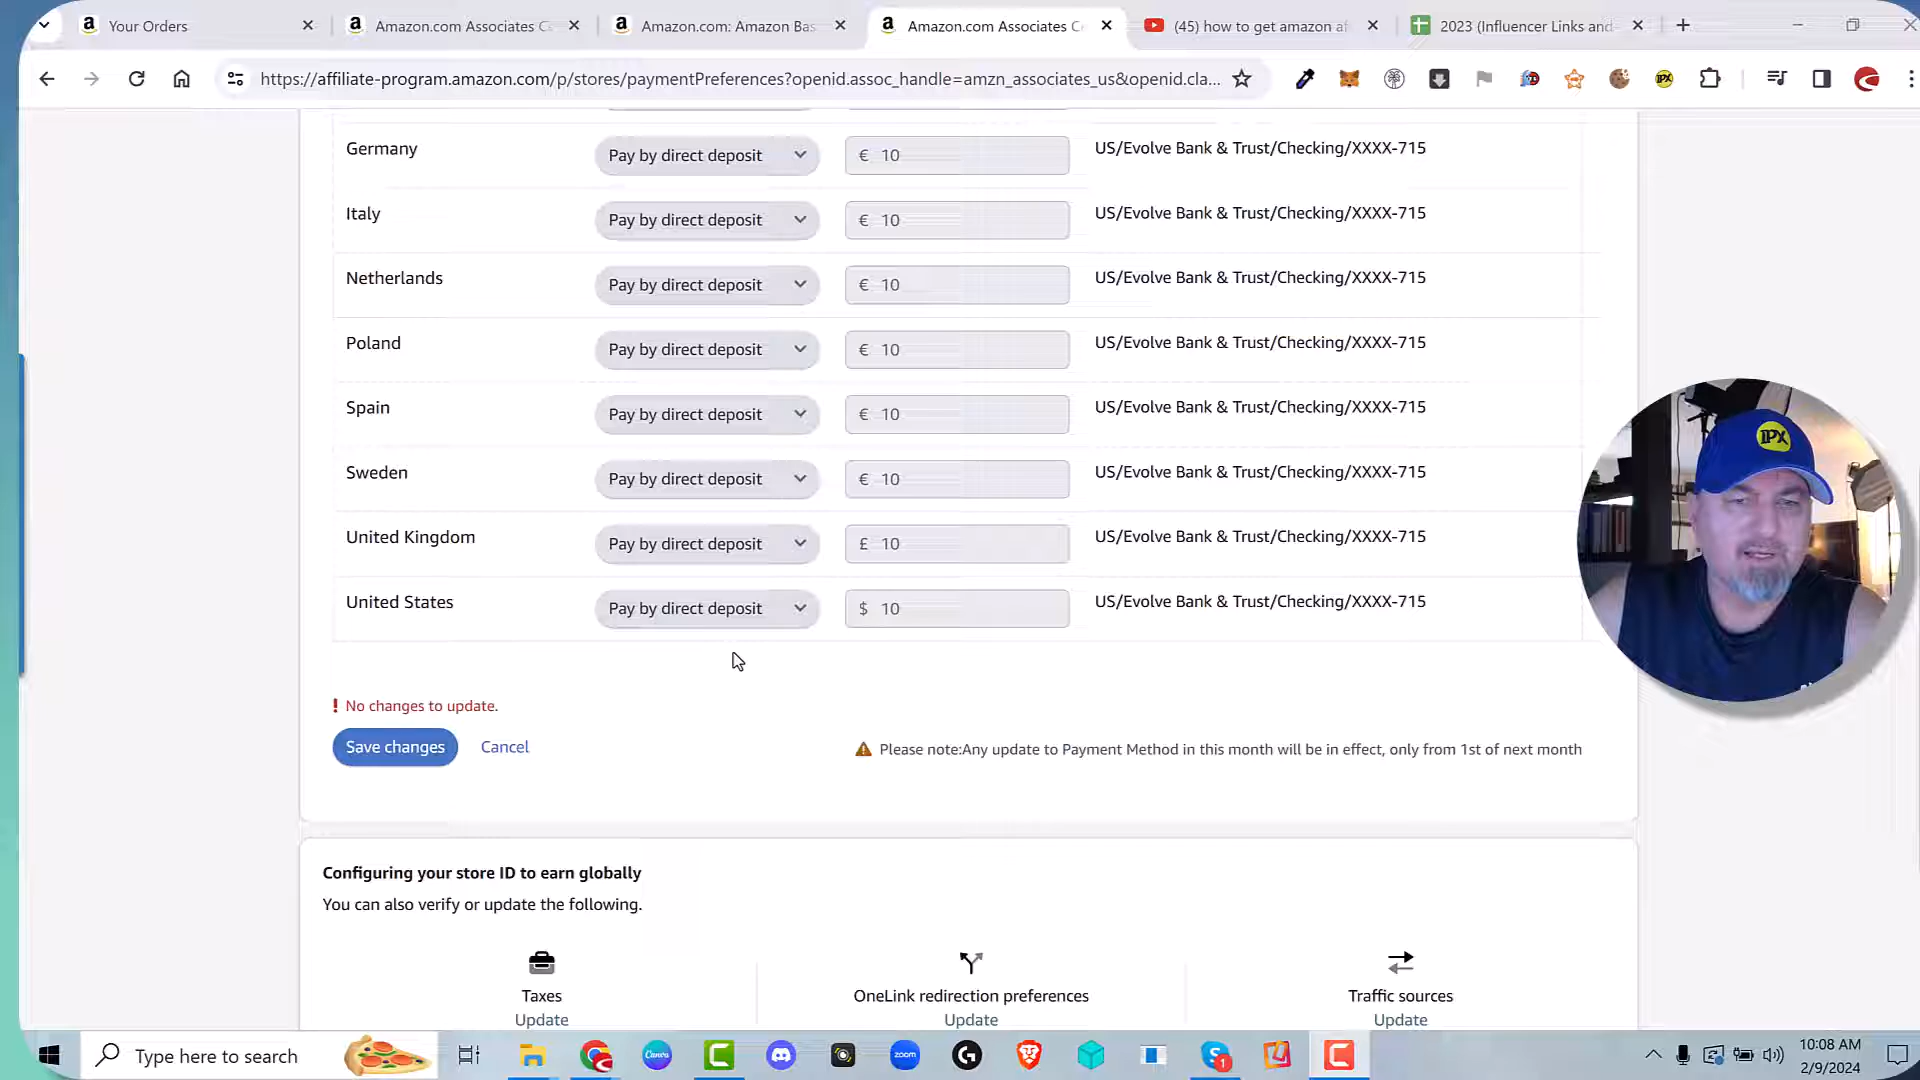 Your Orders
Amazon.com Associates Ce
Amazon.com: Amazon Bas
Amazon.com Associates Ce
(45) how to get amazon af
2023 (Influencer Links and
https://affiliate-program.amazon.com/p/stores/paymentPreferences?openid.assoc_handle=amzn_associates_us&openid.cla...
Germany Pay by direct deposit € 10 US/Evolve Bank & Trust/Checking/XXXX-715
Italy Pay by direct deposit € 10 US/Evolve Bank & Trust/Checking/XXXX-715
Netherlands Pay by direct deposit € 10 US/Evolve Bank & Trust/Checking/XXXX-715
Poland Pay by direct deposit € 10 US/Evolve Bank & Trust/Checking/XXXX-715
Spain Pay by direct deposit € 10 US/Evolve Bank & Trust/Checking/XXXX-715
Sweden Pay by direct deposit € 10 US/Evolve Bank & Trust/Checking/XXXX-715
United Kingdom Pay by direct deposit £ 10 US/Evolve Bank & Trust/Checking/XXXX-715
United States Pay by direct deposit $ 10 US/Evolve Bank & Trust/Checking/XXXX-715
IPX
! No changes to update.
Save changes Cancel
Please note:Any update to Payment Method in this month will be in effect, only from 1st of next month
Configuring your store ID to earn globally
You can also verify or update the following.
Taxes OneLink redirection preferences Traffic sources
Update Update Update
Type here to search
Canva
zoom
1
10:08 AM
2/9/2024